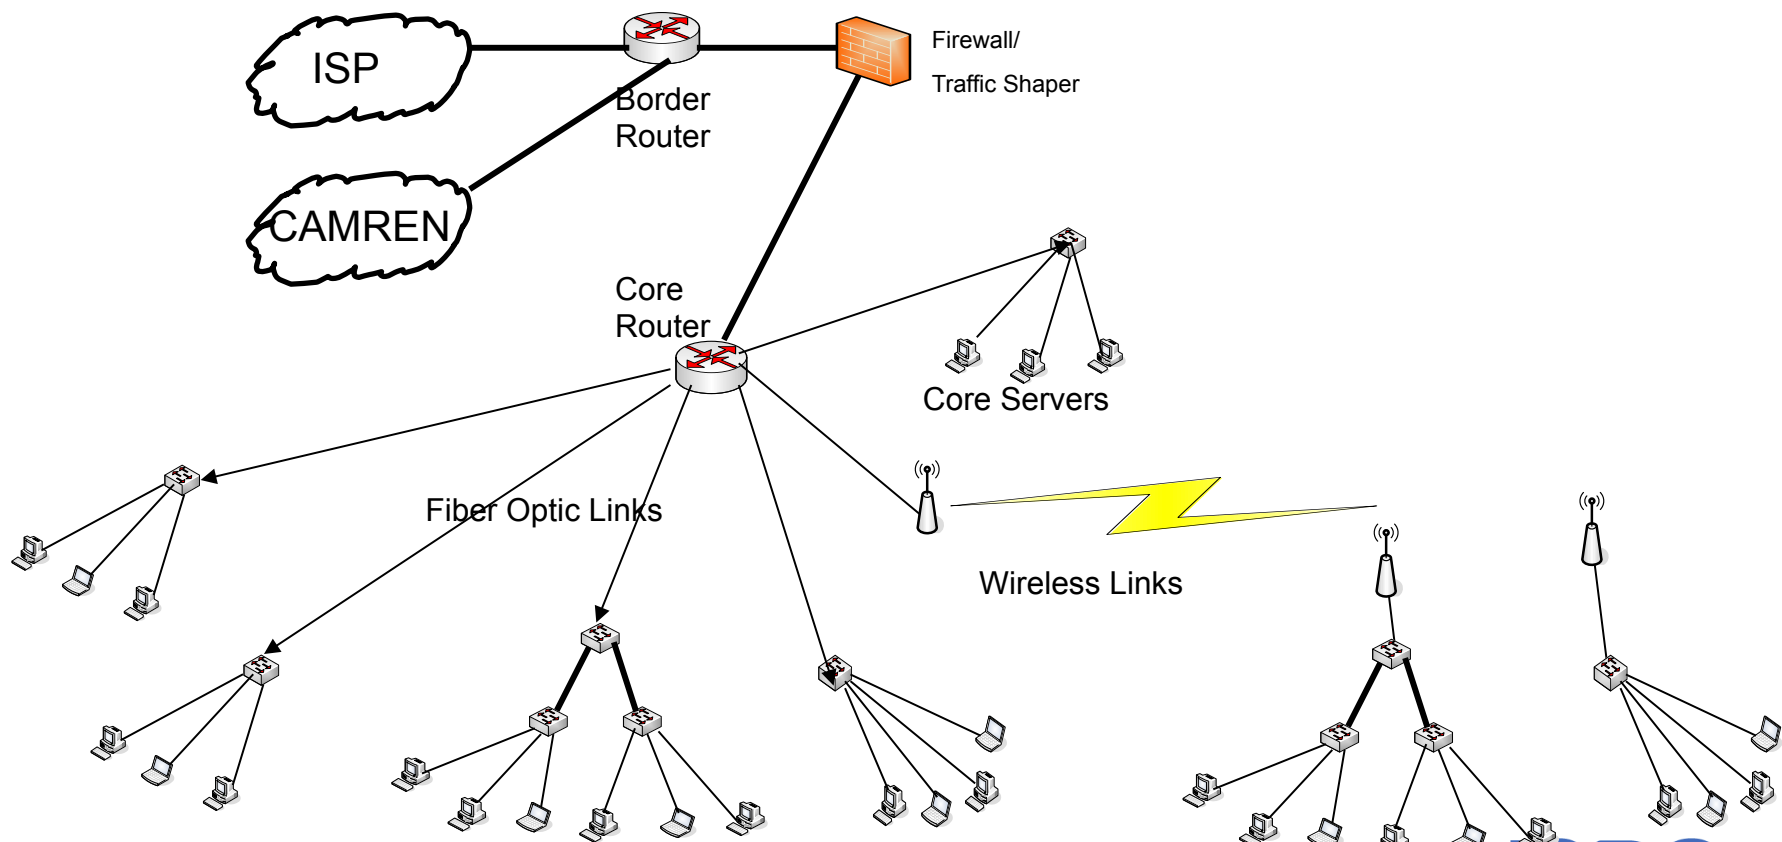 ISP
Firewall/
Traffic Shaper
Border
Router
CAMREN
Core
Router
Core Servers
Fiber Optic Links
Wireless Links